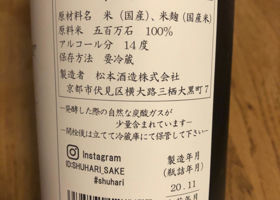 原材料名 米（国産）、米麹（国産米）
原料米 五百万石 100%
アルコール分 14度
保存方法 要冷蔵
製造者 松本酒造株式会社
京都市伏見区横大路三栖大黒町7
―発酵した際の自然な炭酸ガスが
少量含まれています―
―開栓後は立てて冷蔵庫にて保管して下さい―
Instagram
ID:SHUHARI_SAKE
#shuhari
製造年月
(瓶詰年月)
20.11